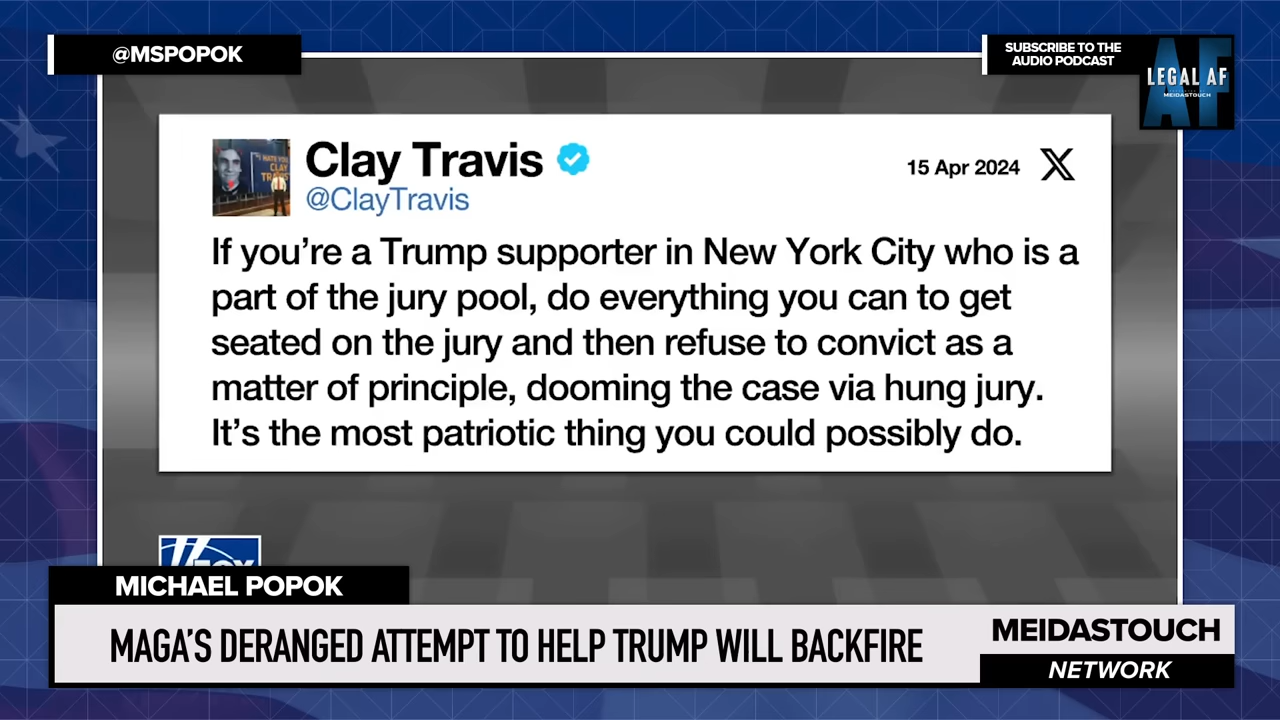 @MSPOPOK
SUBSCRIBE TO THE
AUDIO PODCAST
LEGAL AF
MEIDASTOUCH
Clay Travis
@ClayTravis
15 Apr 2024
If you’re a Trump supporter in New York City who is a
part of the jury pool, do everything you can to get
seated on the jury and then refuse to convict as a
matter of principle, dooming the case via hung jury.
It’s the most patriotic thing you could possibly do.
MICHAEL POPOK
MAGA’S DERANGED ATTEMPT TO HELP TRUMP WILL BACKFIRE
MEIDASTOUCH
NETWORK